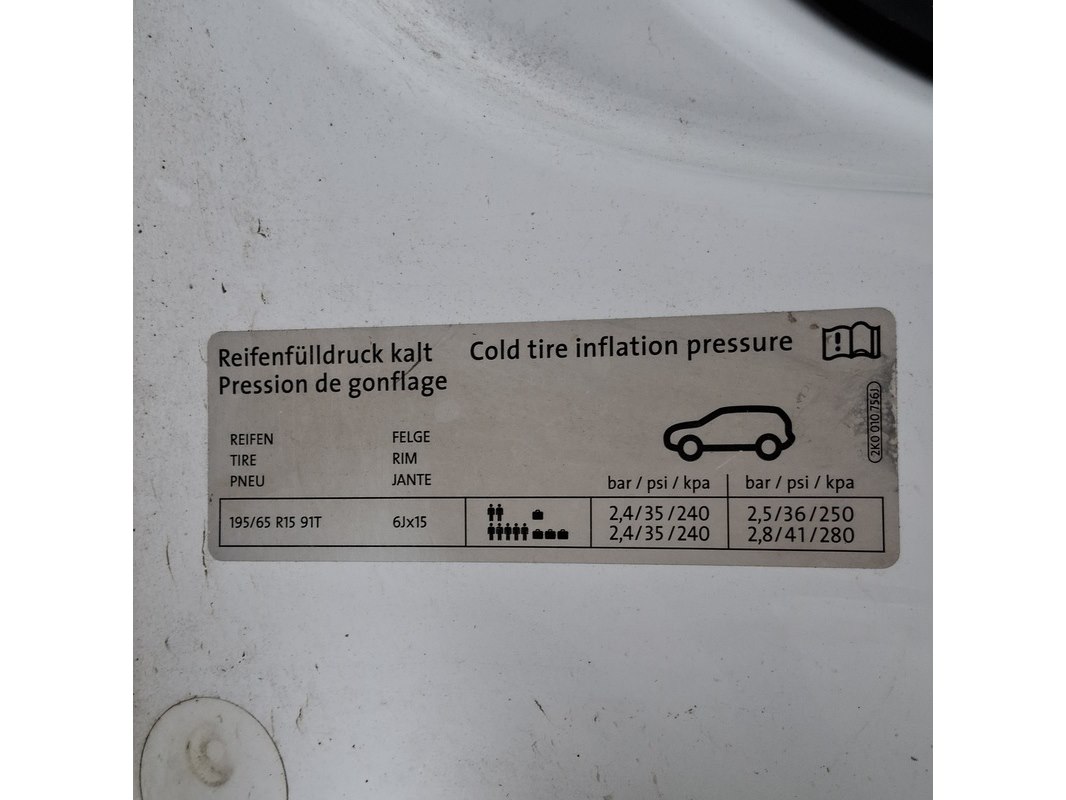 Reifenfülldruck kalt Cold tire inflation pressure
Pression de gonflage
2K0 010 756J
REIFEN FELGE
TIRE RIM
PNEU JANTE
bar / psi / kpa bar / psi / kpa
195/65 R15 91T 6Jx15
2,4/35/240 2,5/36/250
2,4/35/240 2,8/41/280